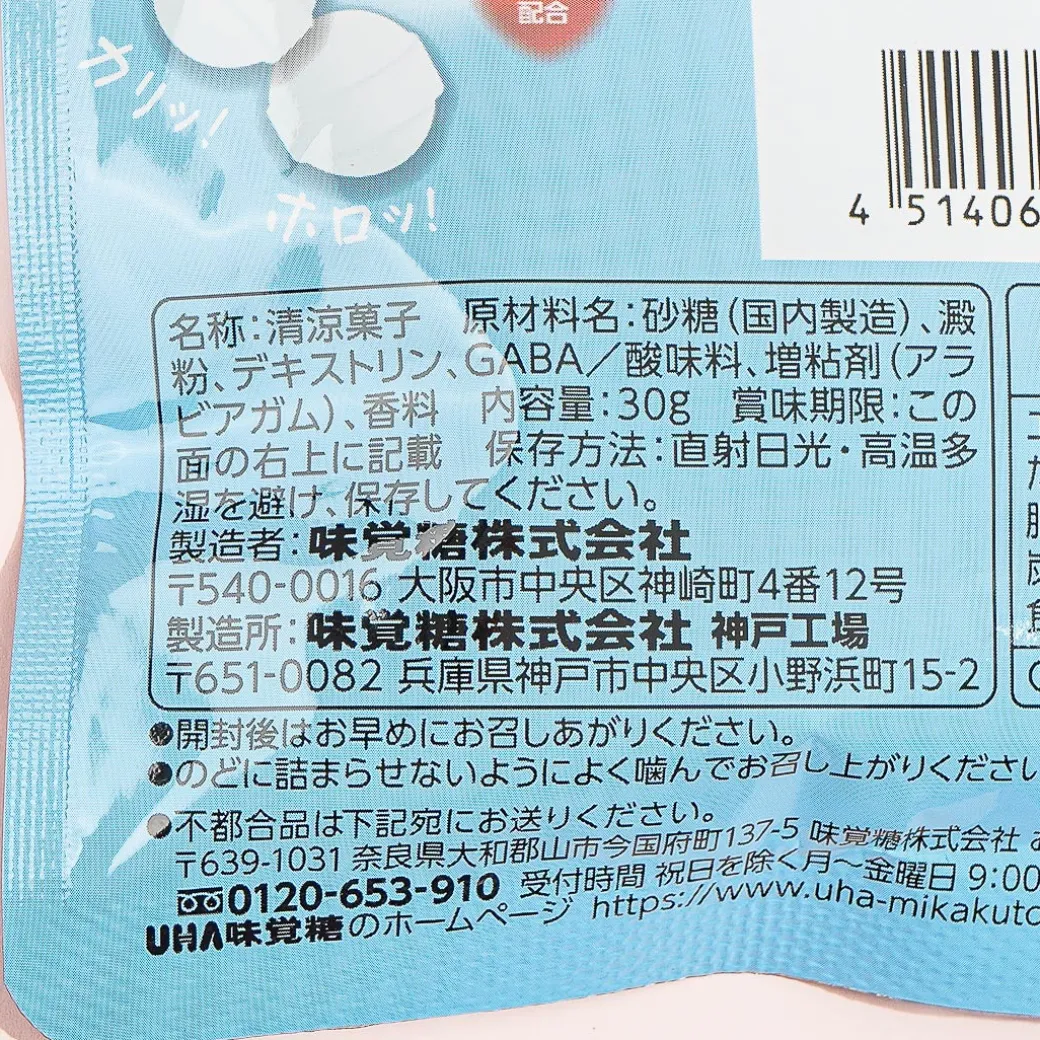 配合
カリッ!
ホロッ!
4 51406
名称:清涼菓子 原材料名:砂糖(国内製造)、澱
粉、デキストリン、GABA/酸味料、増粘剤(アラ
ビアガム)、香料 内容量:30g 賞味期限:この
面の右上に記載 保存方法:直射日光・高温多
湿を避け、保存してください。
製造者:味覚糖株式会社
〒540-0016 大阪市中央区神崎町4番12号
製造所:味覚糖株式会社 神戸工場
〒651-0082 兵庫県神戸市中央区小野浜町15-2
●開封後はお早めにお召しあがりください。
●のどに詰まらせないようによく噛んでお召し上がりくださ
●不都合品は下記宛にお送りください。
〒639-1031 奈良県大和郡山市今国府町137-5 味覚糖株式会社 お
0120-653-910 受付時間 祝日を除く月~金曜日 9:00
UHA味覚糖のホームページ https://www.uha-mikakuto